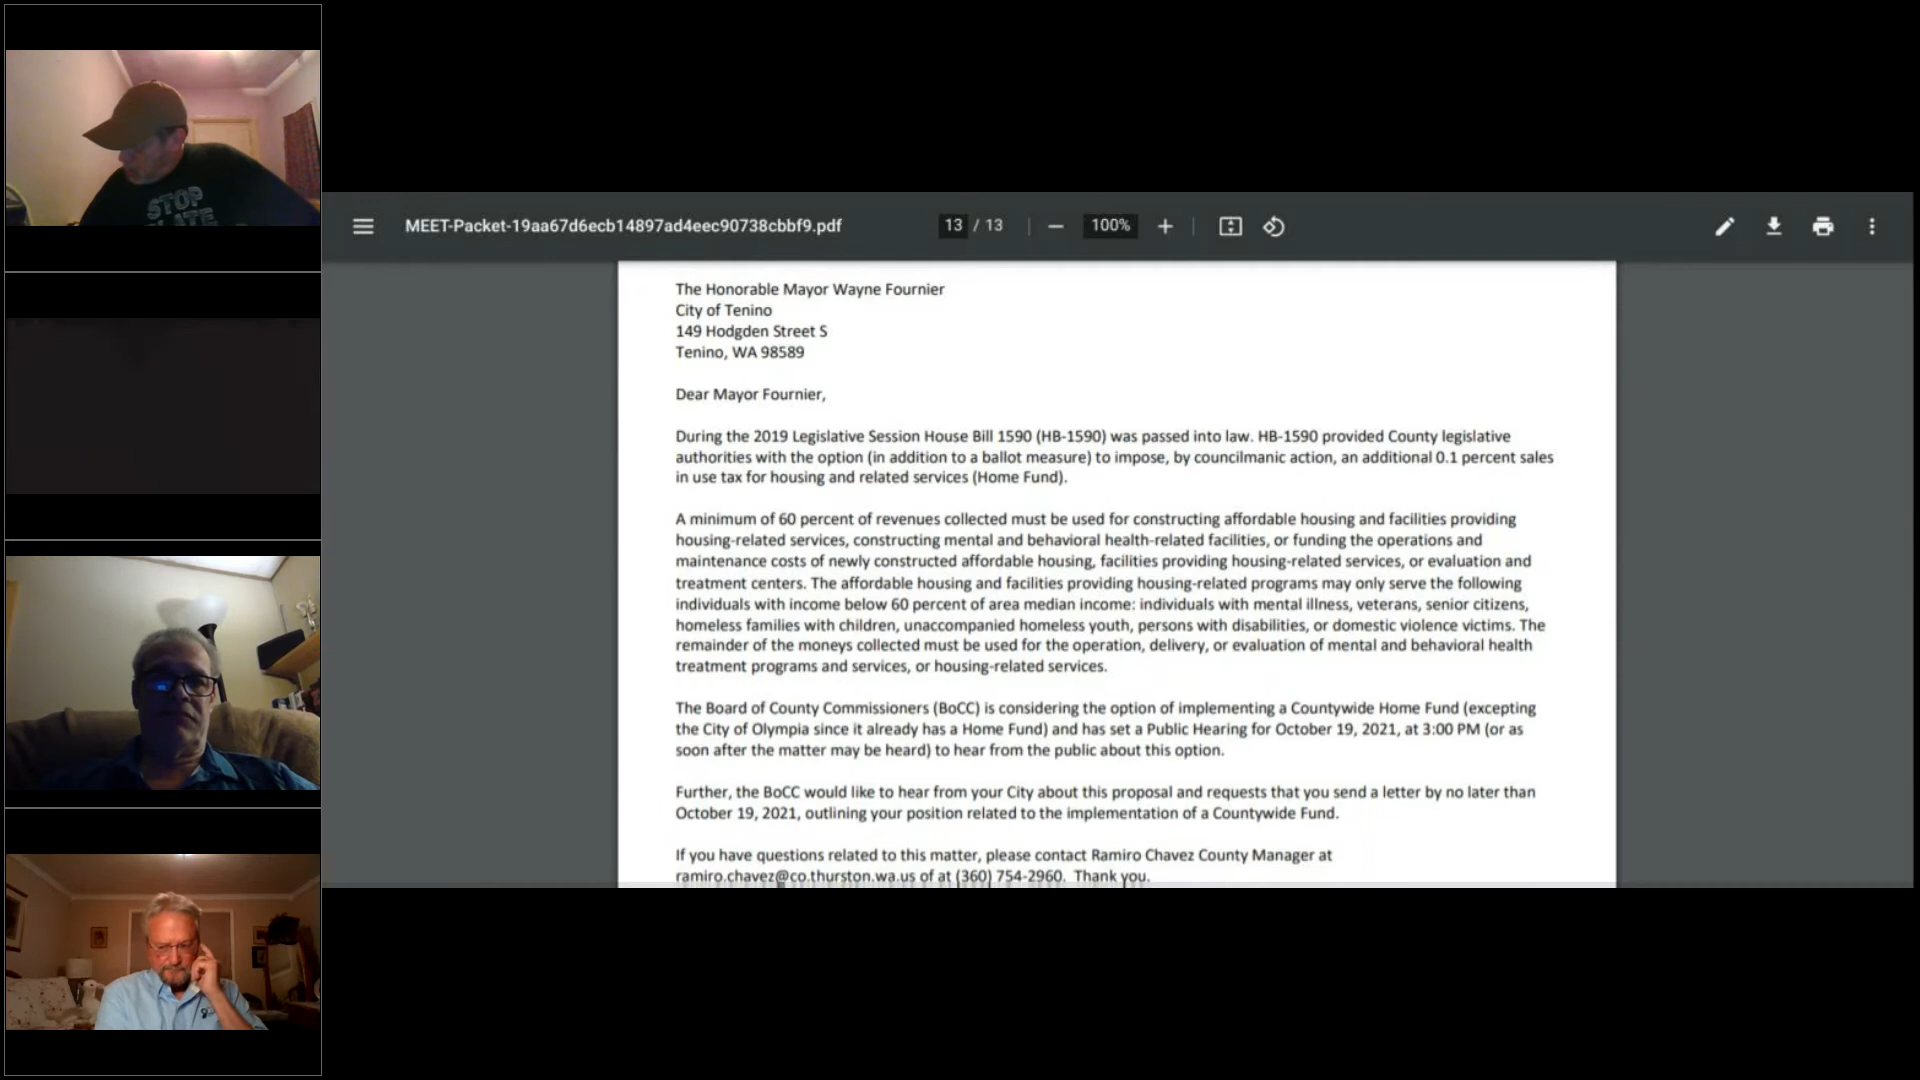 STOP
MEET-Packet-19aa67d6ecb14897ad4eec90738cbbf9.pdf
13 / 13
100%
The Honorable Mayor Wayne Fournier
City of Tenino
149 Hodgden Street S
Tenino, WA 98589
Dear Mayor Fournier,
During the 2019 Legislative Session House Bill 1590 (HB-1590) was passed into law. HB-1590 provided County legislative
authorities with the option (in addition to a ballot measure) to impose, by councilmanic action, an additional 0.1 percent sales
in use tax for housing and related services (Home Fund).
A minimum of 60 percent of revenues collected must be used for constructing affordable housing and facilities providing
housing-related services, constructing mental and behavioral health-related facilities, or funding the operations and
maintenance costs of newly constructed affordable housing, facilities providing housing-related services, or evaluation and
treatment centers. The affordable housing and facilities providing housing-related programs may only serve the following
individuals with income below 60 percent of area median income: individuals with mental illness, veterans, senior citizens,
homeless families with children, unaccompanied homeless youth, persons with disabilities, or domestic violence victims. The
remainder of the moneys collected must be used for the operation, delivery, or evaluation of mental and behavioral health
treatment programs and services, or housing-related services.
The Board of County Commissioners (BoCC) is considering the option of implementing a Countywide Home Fund (excepting
the City of Olympia since it already has a Home Fund) and has set a Public Hearing for October 19, 2021, at 3:00 PM (or as
soon after the matter may be heard) to hear from the public about this option.
Further, the BoCC would like to hear from your City about this proposal and requests that you send a letter by no later than
October 19, 2021, outlining your position related to the implementation of a Countywide Fund.
If you have questions related to this matter, please contact Ramiro Chavez County Manager at
ramiro.chavez@co.thurston.wa.us of at (360) 754-2960. Thank you.